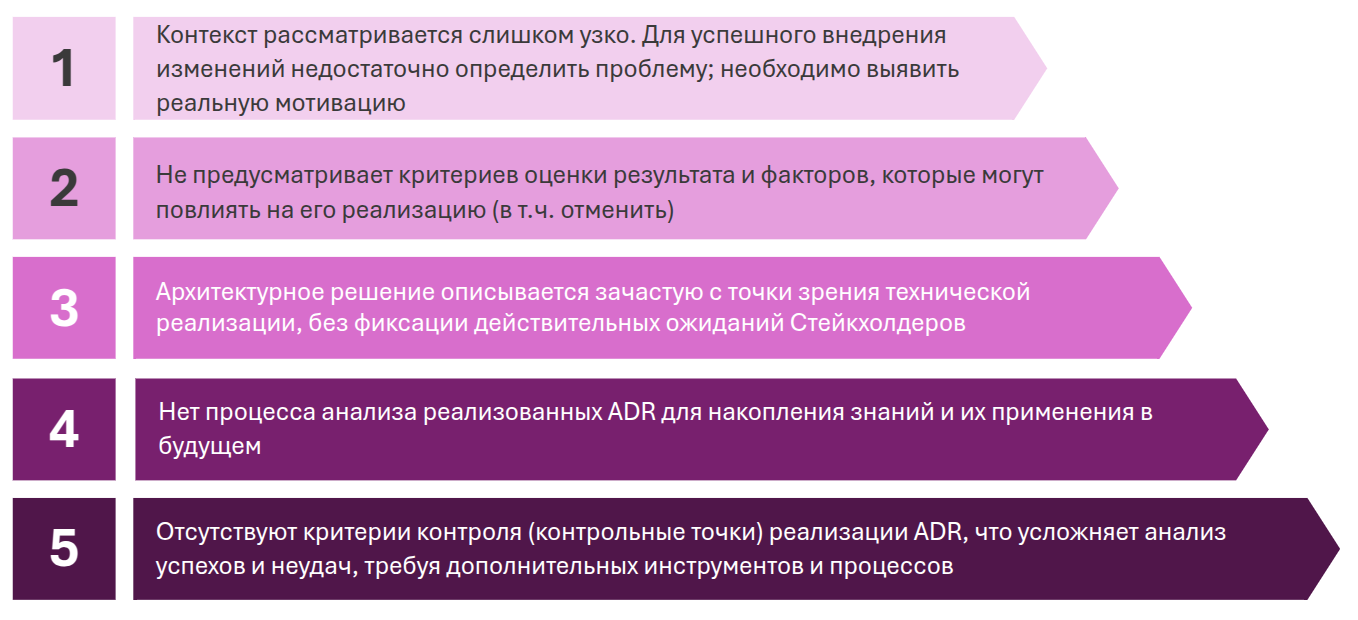 1
Контекст рассматривается слишком узко. Для успешного внедрения
изменений недостаточно определить проблему; необходимо выявить
реальную мотивацию
2
Не предусматривает критериев оценки результата и факторов, которые могут
повлиять на его реализацию (в т.ч. отменить)
3
Архитектурное решение описывается зачастую с точки зрения технической
реализации, без фиксации действительных ожиданий Стейкхолдеров
4
Нет процесса анализа реализованных ADR для накопления знаний и их применения в
будущем
5
Отсутствуют критерии контроля (контрольные точки) реализации ADR, что усложняет анализ
успехов и неудач, требуя дополнительных инструментов и процессов